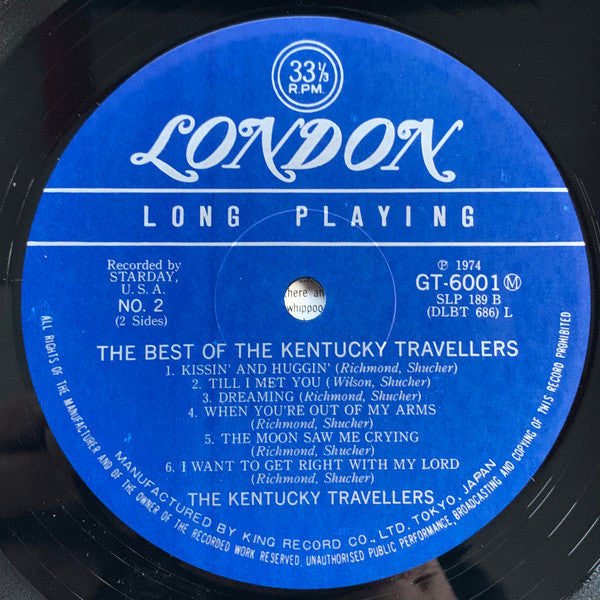 33⅓
R.P.M.
LONDON
LONG PLAYING
Recorded by
STARDAY,
U. S. A.
NO. 2
(2 Sides)
℗ 1974
GT-6001 Ⓜ
SLP 189 B
(DLBT 686) L
here an
whippoo
THE BEST OF THE KENTUCKY TRAVELLERS
1. KISSIN' AND HUGGIN' (Richmond, Shucher)
2. TILL I MET YOU (Wilson, Shucher)
3. DREAMING (Richmond, Shucher)
4. WHEN YOU'RE OUT OF MY ARMS
(Richmond, Shucher)
5. THE MOON SAW ME CRYING
(Richmond, Shucher)
6. I WANT TO GET RIGHT WITH MY LORD
(Richmond, Shucher)
THE KENTUCKY TRAVELLERS
MANUFACTURED BY KING RECORD CO., LTD. TOKYO, JAPAN
ALL RIGHTS OF THE MANUFACTURER AND OF THE OWNER OF THE RECORDED WORK RESERVED. UNAUTHORISED PUBLIC PERFORMANCE, BROADCASTING AND COPYING OF THIS RECORD PROHIBITED